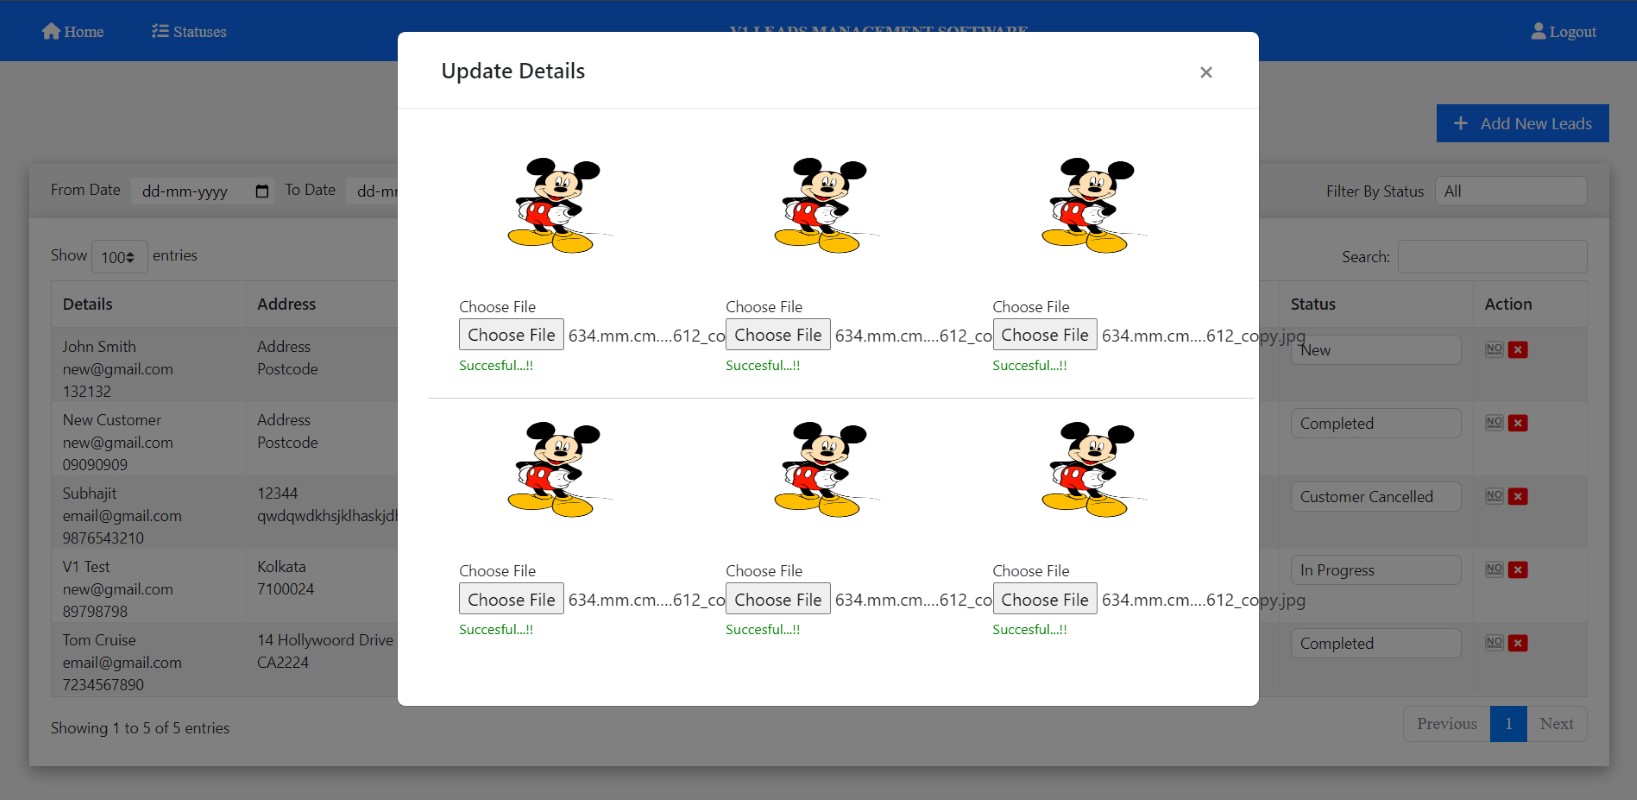 Home
Statuses
V1 LEADS MANAGEMENT SOFTWARE
Logout
Update Details
×
Add New Leads
From Date
dd-mm-yyyy
To Date
dd-m
Filter By Status
All
Show
100
entries
Search:
Details
Address
Status
Action
Choose File
Choose File
Choose File
Choose File 634.mm.cm....612_co
Choose File 634.mm.cm....612_co
Choose File 634.mm.cm....612_copy.jpg
Succesful...!!
Succesful...!!
Succesful...!!
John Smith
new@gmail.com
132132
Address
Postcode
New
NO
New Customer
new@gmail.com
09090909
Address
Postcode
Completed
NO
Subhajit
email@gmail.com
9876543210
12344
qwdqwdkhsjklhaskjdl
Customer Cancelled
NO
V1 Test
new@gmail.com
89798798
Kolkata
7100024
In Progress
NO
Tom Cruise
email@gmail.com
7234567890
14 Hollywoord Drive
CA2224
Completed
NO
Choose File
Choose File
Choose File
Choose File 634.mm.cm....612_co
Choose File 634.mm.cm....612_co
Choose File 634.mm.cm....612_copy.jpg
Succesful...!!
Succesful...!!
Succesful...!!
Showing 1 to 5 of 5 entries
Previous
1
Next